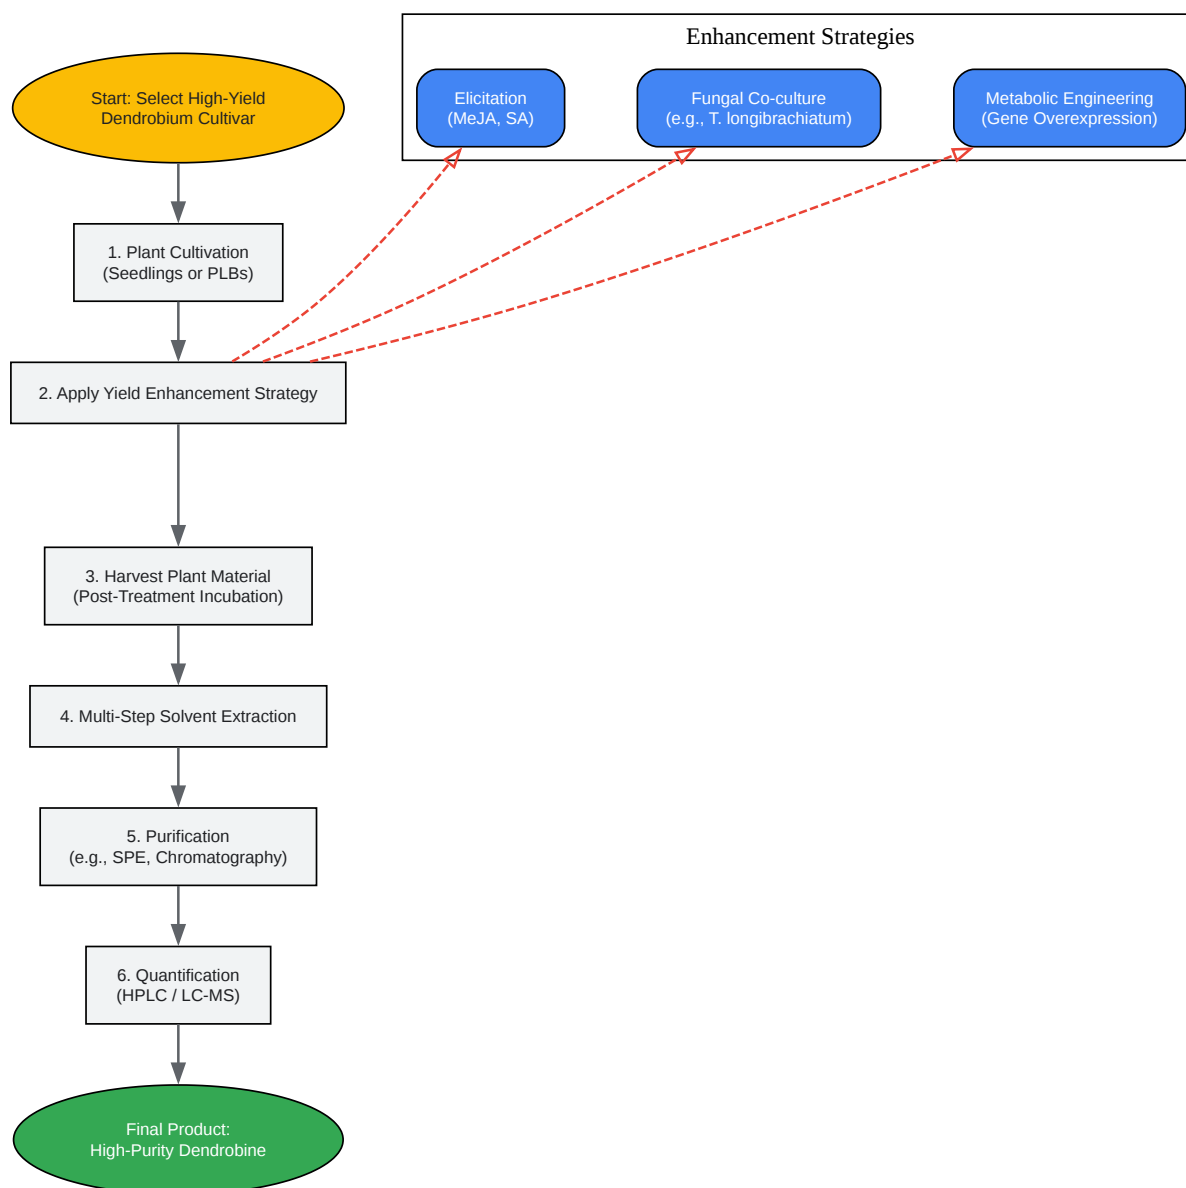 Enhancement Strategies
Elicitation
(MeJA, SA)
Fungal Co-culture
(e.g., T. longibrachiatum)
Metabolic Engineering
(Gene Overexpression)
Start: Select High-Yield
Dendrobium Cultivar
1. Plant Cultivation
(Seedlings or PLBs)
2. Apply Yield Enhancement Strategy
3. Harvest Plant Material
(Post-Treatment Incubation)
4. Multi-Step Solvent Extraction
5. Purification
(e.g., SPE, Chromatography)
6. Quantification
(HPLC / LC-MS)
Final Product:
High-Purity Dendrobine